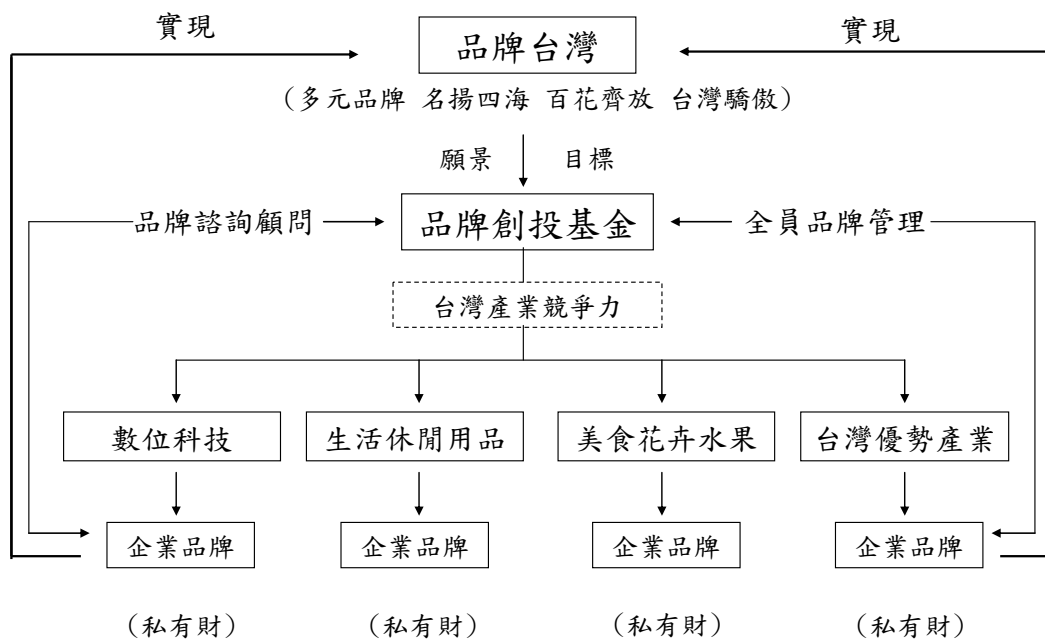 實現
品牌台灣
實現
（多元品牌 名揚四海 百花齊放 台灣驕傲）
願景 目標
品牌諮詢顧問
品牌創投基金
全員品牌管理
台灣產業競爭力
數位科技
生活休閒用品
美食花卉水果
台灣優勢產業
企業品牌
企業品牌
企業品牌
企業品牌
（私有財）
（私有財）
（私有財）
（私有財）